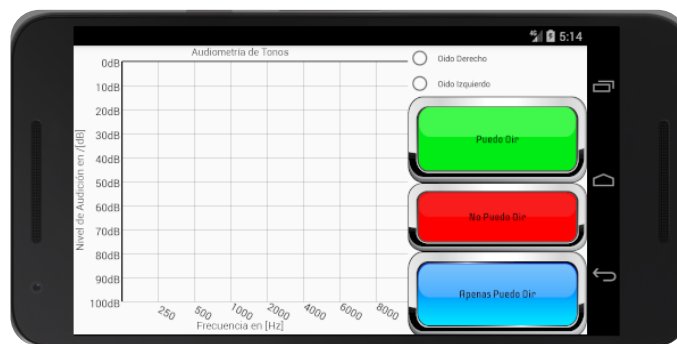 5:14
Audiometría de Tonos
0dB
10dB
20dB
30dB
40dB
50dB
60dB
70dB
80dB
90dB
100dB
Nivel de Audición en /[dB]
250 500 1000 2000 4000 6000 8000
Frecuencia en [Hz]
Oido Derecho
Oido Izquierdo
Puedo Oir
No Puedo Oir
Apenas Puedo Oir